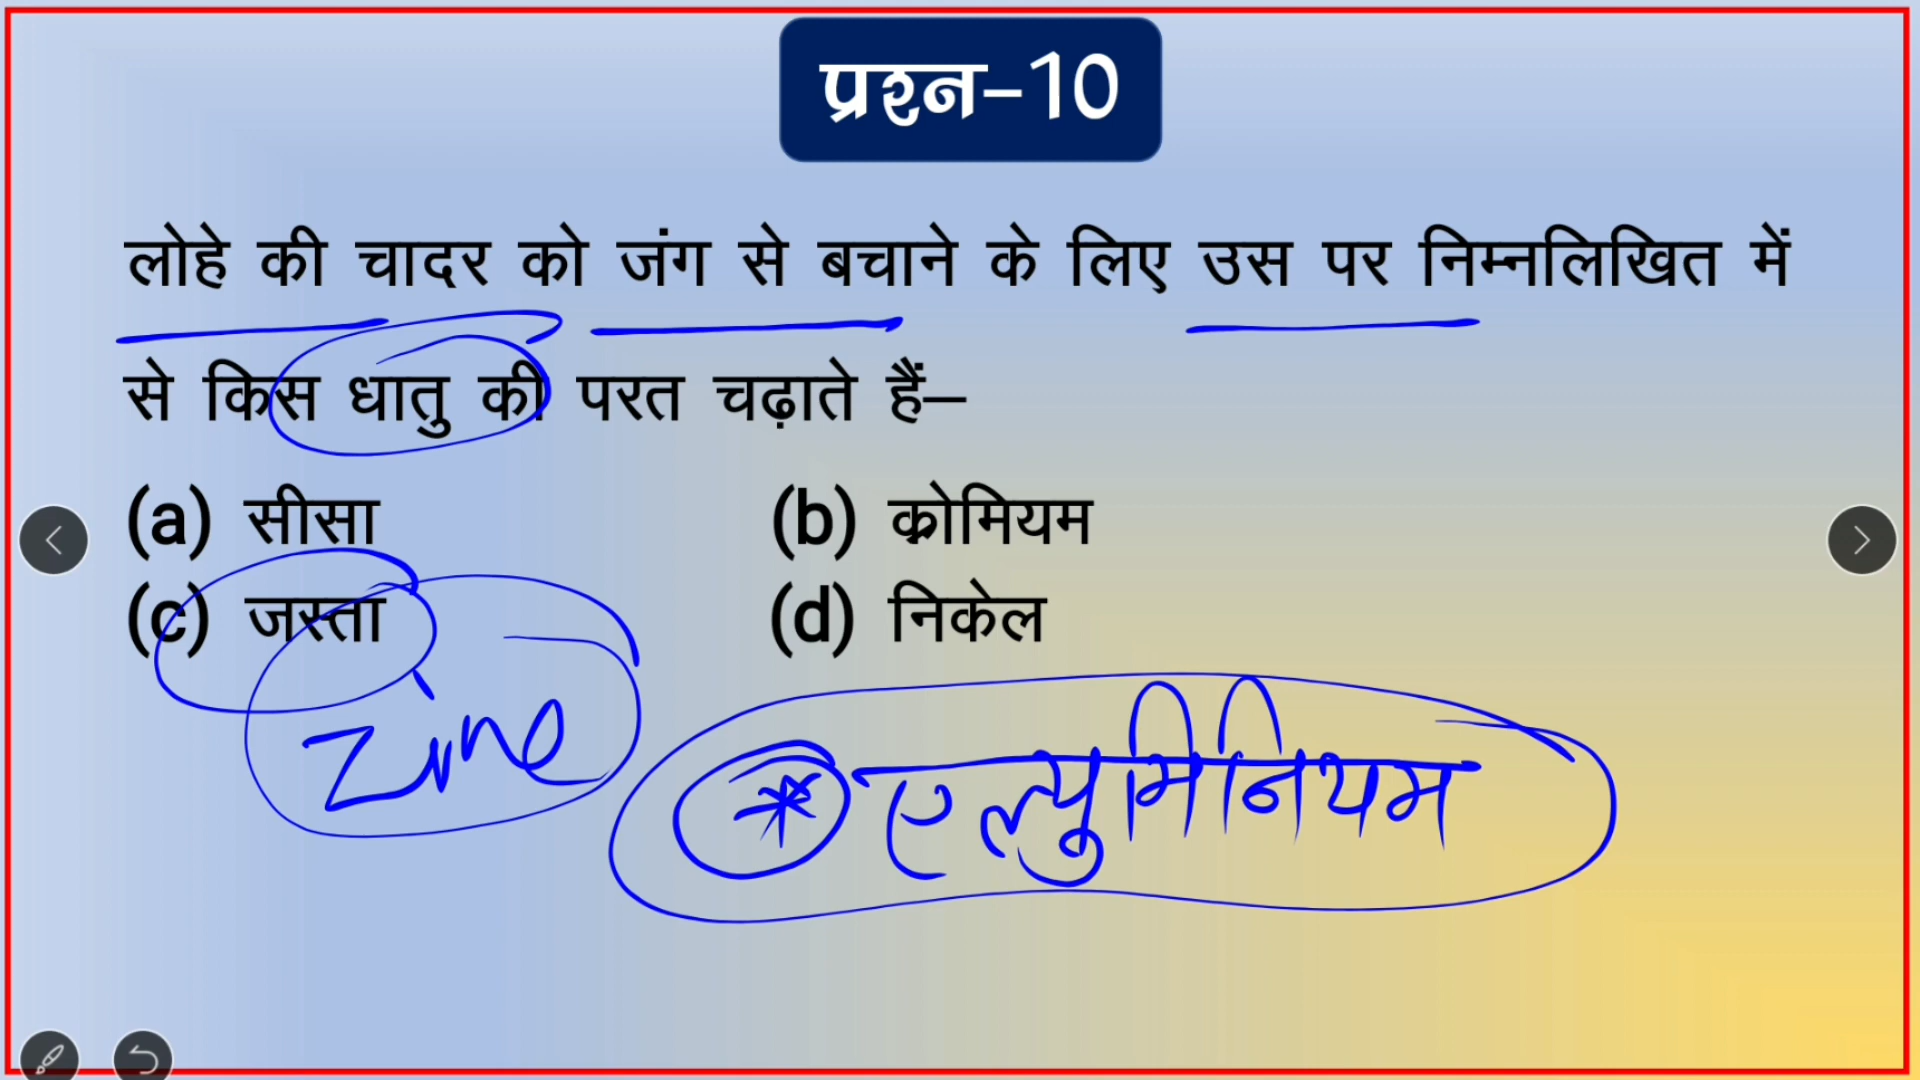 प्रश्न–10
लोहे की चादर को जंग से बचाने के लिए उस पर निम्नलिखित में
से किस धातु की परत चढ़ाते हैं–
(a) सीसा (b) क्रोमियम
(c) जस्ता (d) निकेल
Zinc
* एल्युमिनियम